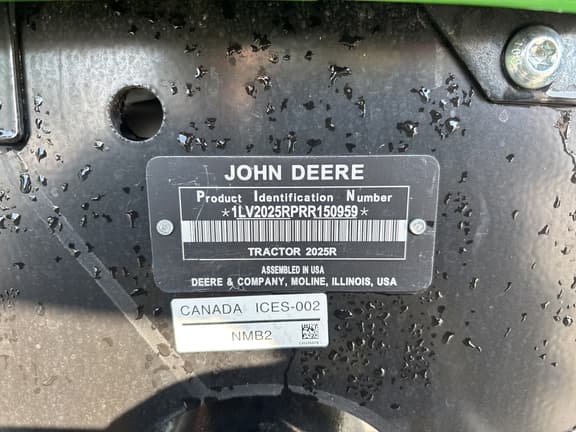 JOHN DEERE
Product Identification Number
*1LV2025RPRR150959*
TRACTOR 2025R
ASSEMBLED IN USA
DEERE & COMPANY, MOLINE, ILLINOIS, USA
CANADA ICES-002
NMB2